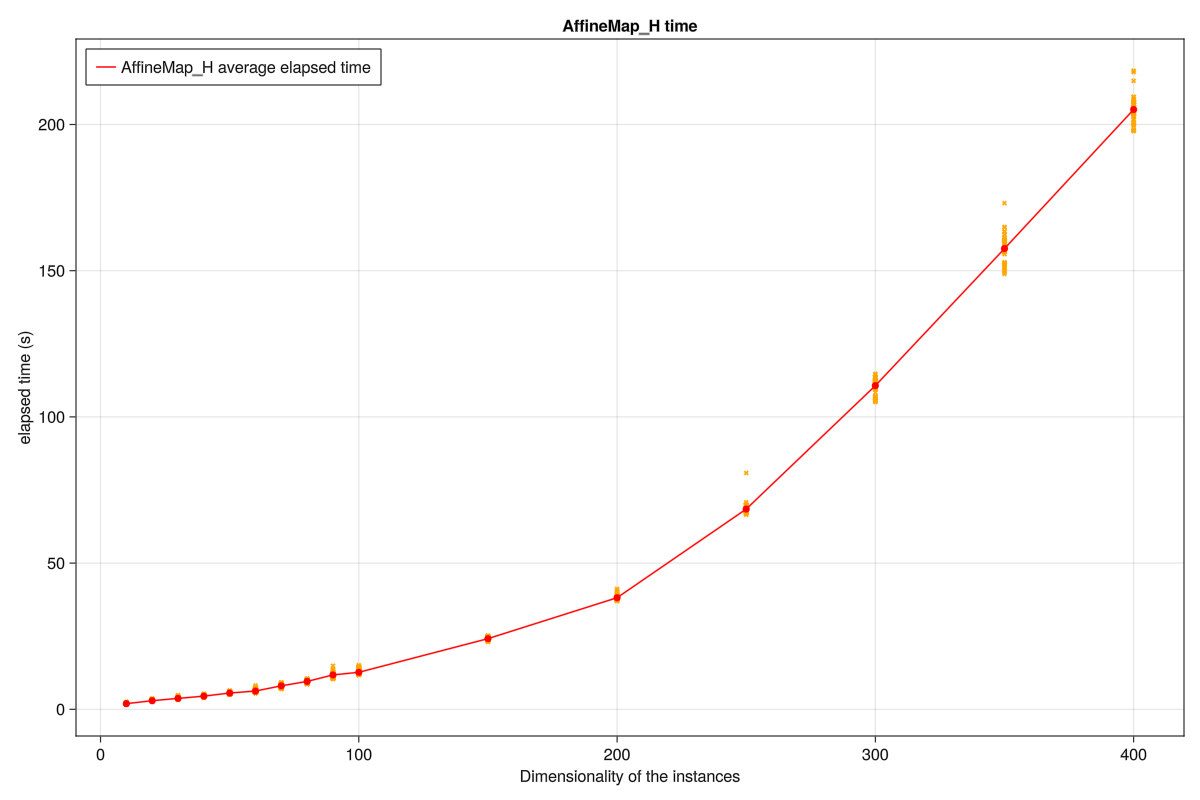 AffineMap_H time
AffineMap_H average elapsed time
200
150
100
50
0
elapsed time (s)
0 100 200 300 400
Dimensionality of the instances